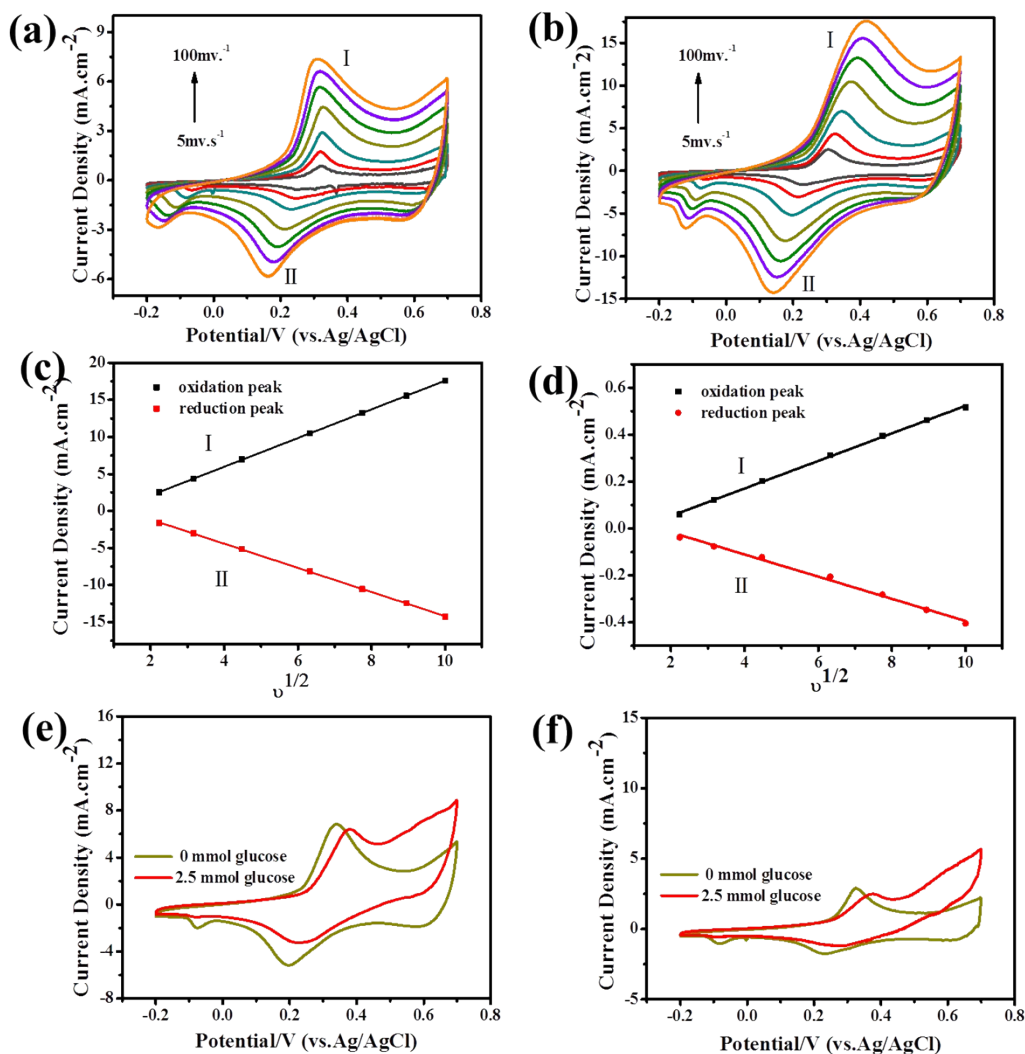 (a)
Current Density (mA.cm-2)
9
6
3
0
-3
-6
100mv.-1
5mv.s-1
I
II
-0.2 0.0 0.2 0.4 0.6 0.8
Potential/V (vs.Ag/AgCl)
(b)
Current Density (mA.cm-2)
15
10
5
0
-5
-10
-15
100mv.-1
5mv.s-1
I
II
-0.2 0.0 0.2 0.4 0.6 0.8
Potential/V (vs.Ag/AgCl)
(c)
Current Density (mA.cm-2)
20
15
10
5
0
-5
-10
-15
oxidation peak
reduction peak
I
II
2 4 6 8 10
υ1/2
(d)
Current Density (mA.cm-2)
0.6
0.4
0.2
0.0
-0.2
-0.4
oxidation peak
reduction peak
I
II
2 4 6 8 10
υ1/2
(e)
Current Density (mA.cm-2)
16
12
8
4
0
-4
-8
0 mmol glucose
2.5 mmol glucose
-0.2 0.0 0.2 0.4 0.6 0.8
Potential/V (vs.Ag/AgCl)
(f)
Current Density (mA.cm-2)
15
10
5
0
-5
0 mmol glucose
2.5 mmol glucose
-0.2 0.0 0.2 0.4 0.6 0.8
Potential/V (vs.Ag/AgCl)